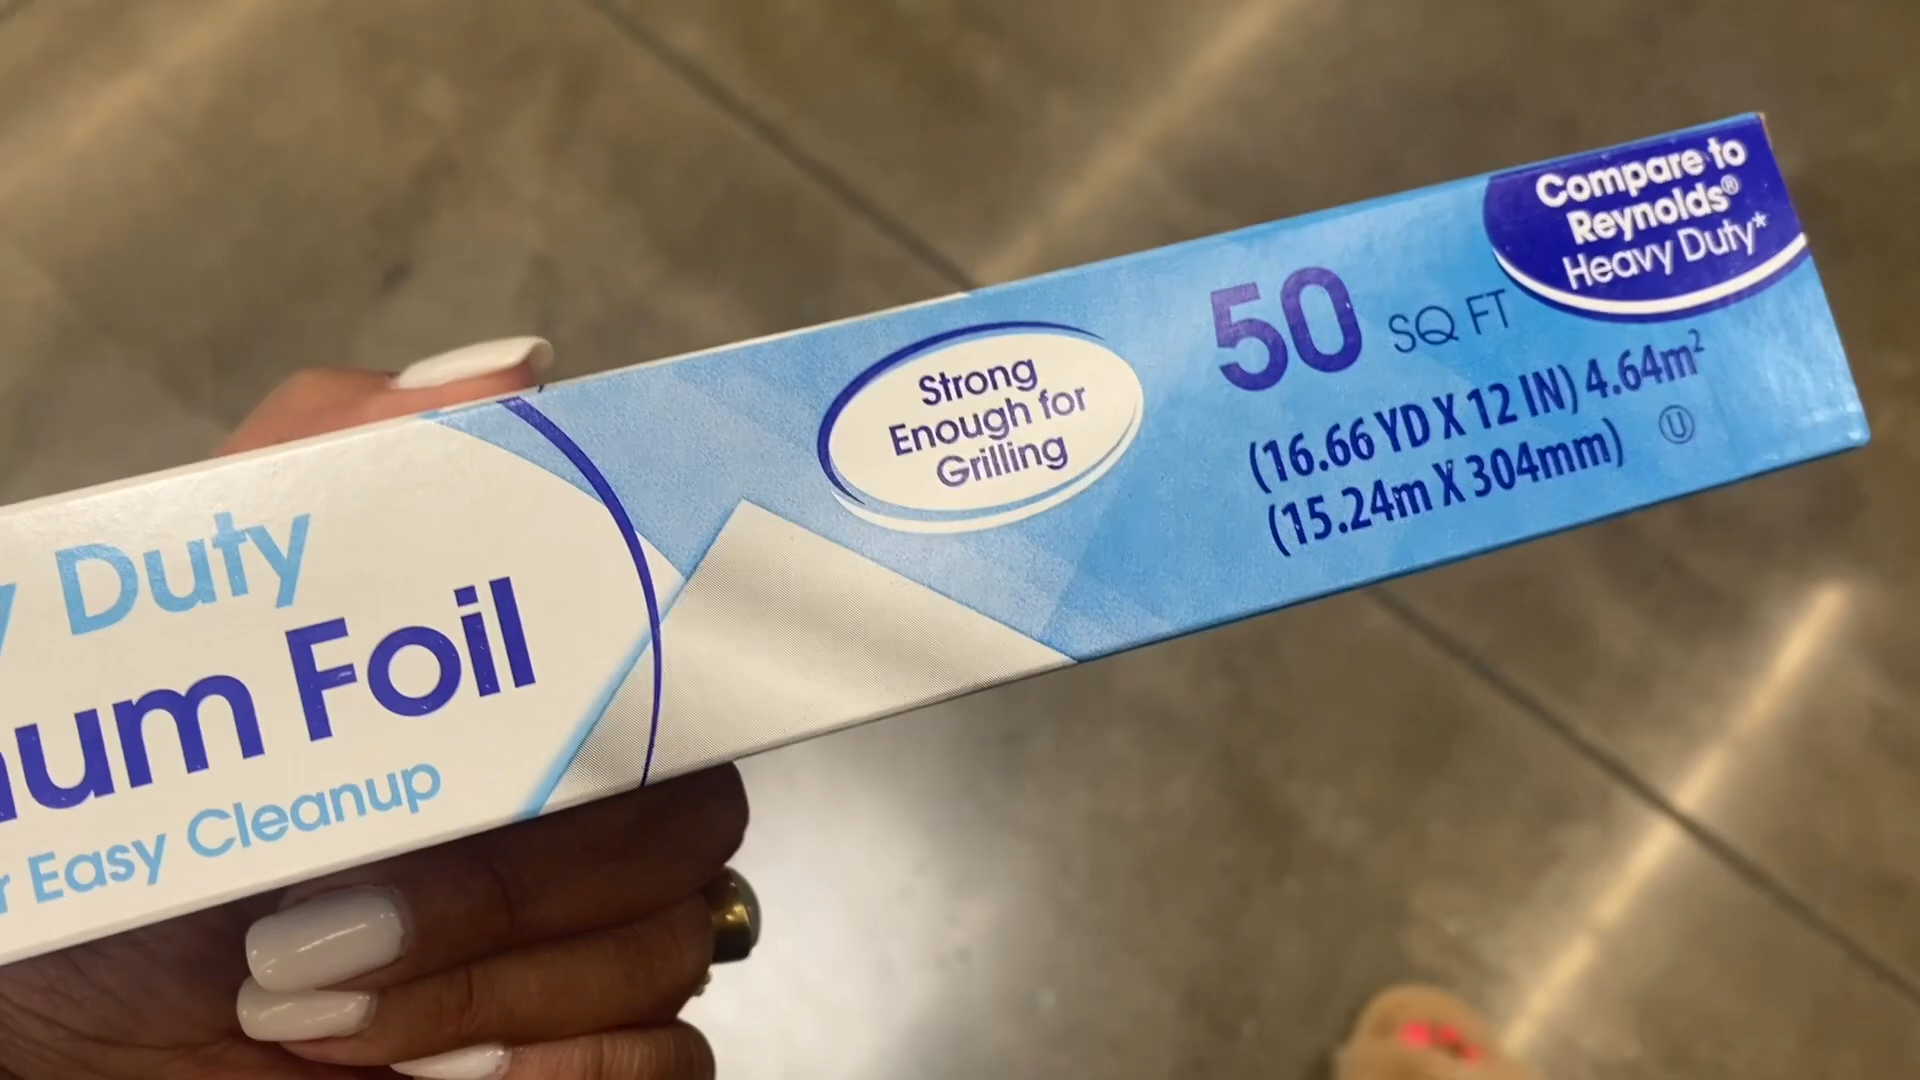 Compare to
Reynolds®
Heavy Duty*
50 SQ FT
(16.66 YD X 12 IN) 4.64m²
(15.24m X 304mm)
U
Strong
Enough for
Grilling
Duty
Foil
Easy Cleanup